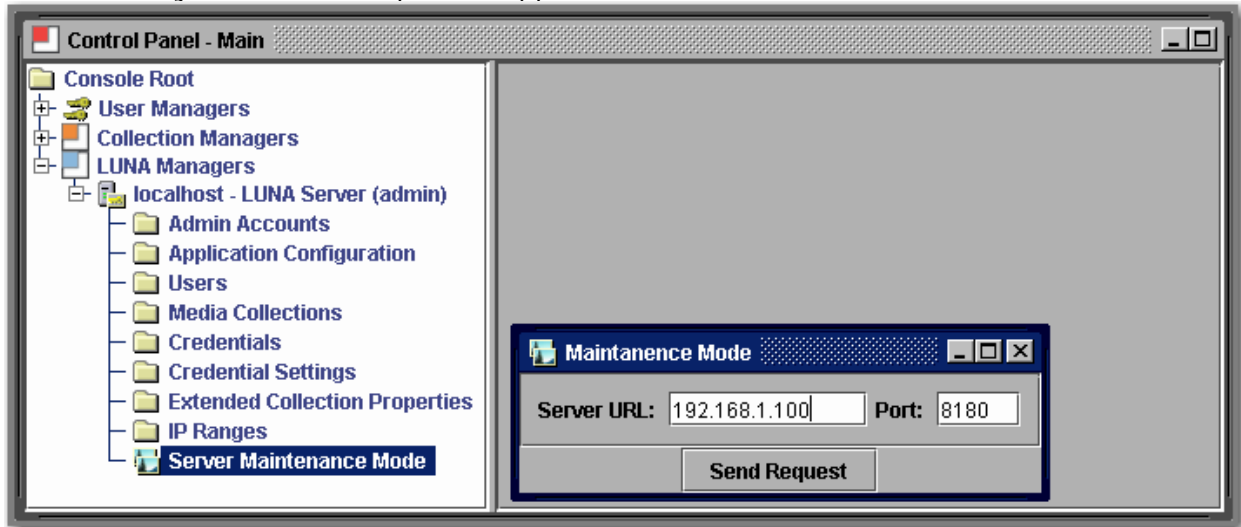 Control Panel - Main
Console Root
User Managers
Collection Managers
LUNA Managers
localhost - LUNA Server (admin)
Admin Accounts
Application Configuration
Users
Media Collections
Credentials
Credential Settings
Extended Collection Properties
IP Ranges
Server Maintenance Mode
Maintanence Mode
Server URL: 192.168.1.100 Port: 8180
Send Request